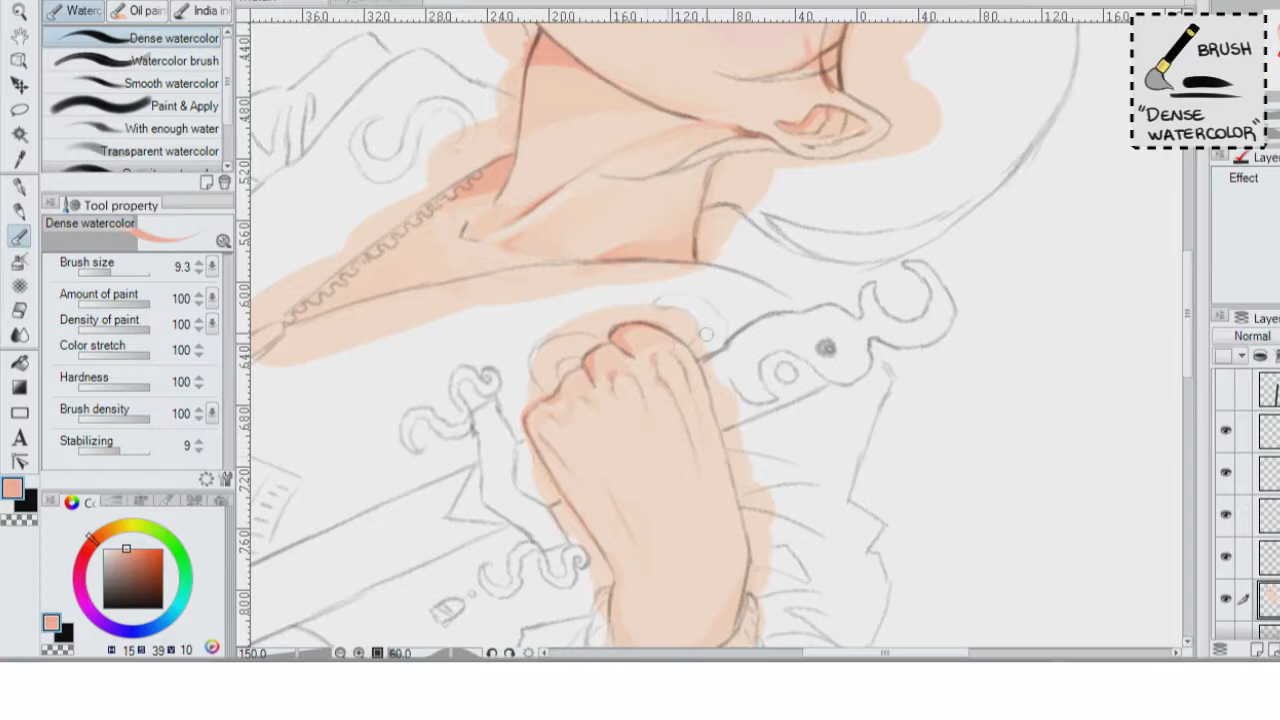 Waterc
Oil pain
India in
Dense watercolor
Watercolor brush
Smooth watercolor
Paint & Apply
With enough water
Transparent watercolor
Tool property
Dense watercolor
Brush size 9.3
Amount of paint 100
Density of paint 100
Color stretch 100
Hardness 100
Brush density 100
Stabilizing 9
15 39 10
360 320 280 240 200 160 120 80 40 0 40 80 120 160
440
480
520
560
600
640
680
720
760
800
150.0
60.0
BRUSH
"DENSE
WATERCOLOR"
Laye
Effect
Layer
Normal